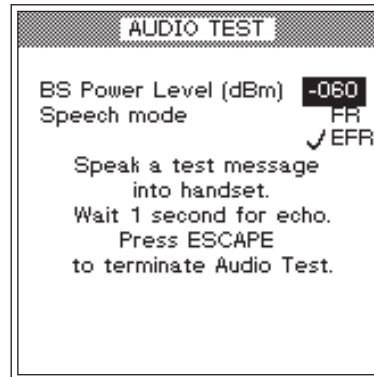 AUDIO TEST
BS Power Level (dBm) -060
Speech mode FR
✓ EFR
Speak a test message
into handset.
Wait 1 second for echo.
Press ESCAPE
to terminate Audio Test.